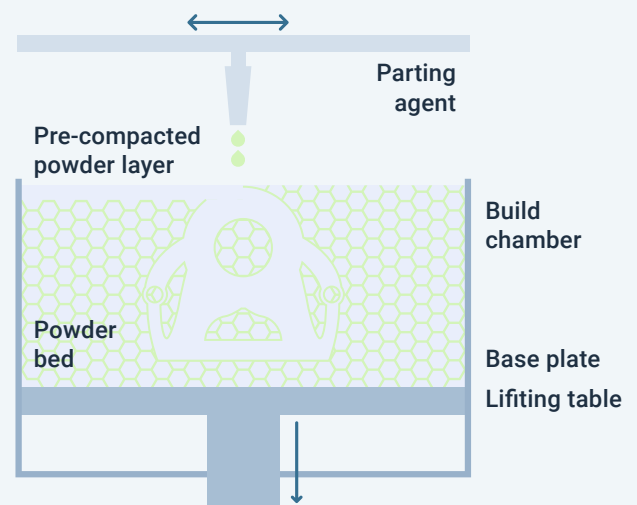 Parting
agent
Pre-compacted
powder layer
Build
chamber
Powder
bed
Base plate
Lifiting table